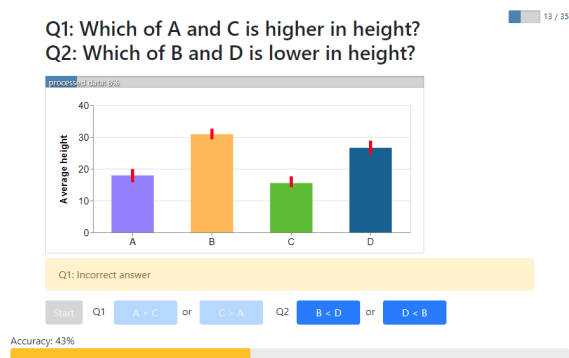 13 / 35
Q1: Which of A and C is higher in height?
Q2: Which of B and D is lower in height?
processed data: 8%
Average height
40
30
20
10
0
A B C D
Q1: Incorrect answer
Start Q1 A > C or C > A Q2 B < D or D < B
Accuracy: 43%